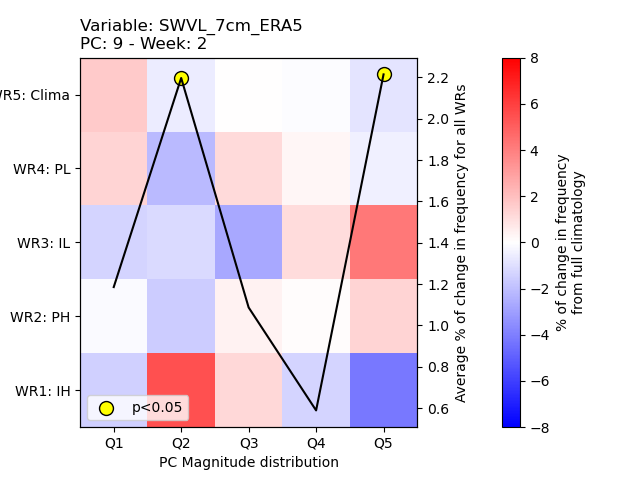 Variable: SWVL_7cm_ERA5
PC: 9 - Week: 2
WR5: Clima
WR4: PL
WR3: IL
WR2: PH
WR1: IH
p<0.05
Q1 Q2 Q3 Q4 Q5
PC Magnitude distribution
2.2
2.0
1.8
1.6
1.4
1.2
1.0
0.8
0.6
Average % of change in frequency for all WRs
8
6
4
2
0
−2
−4
−6
−8
% of change in frequency
from full climatology